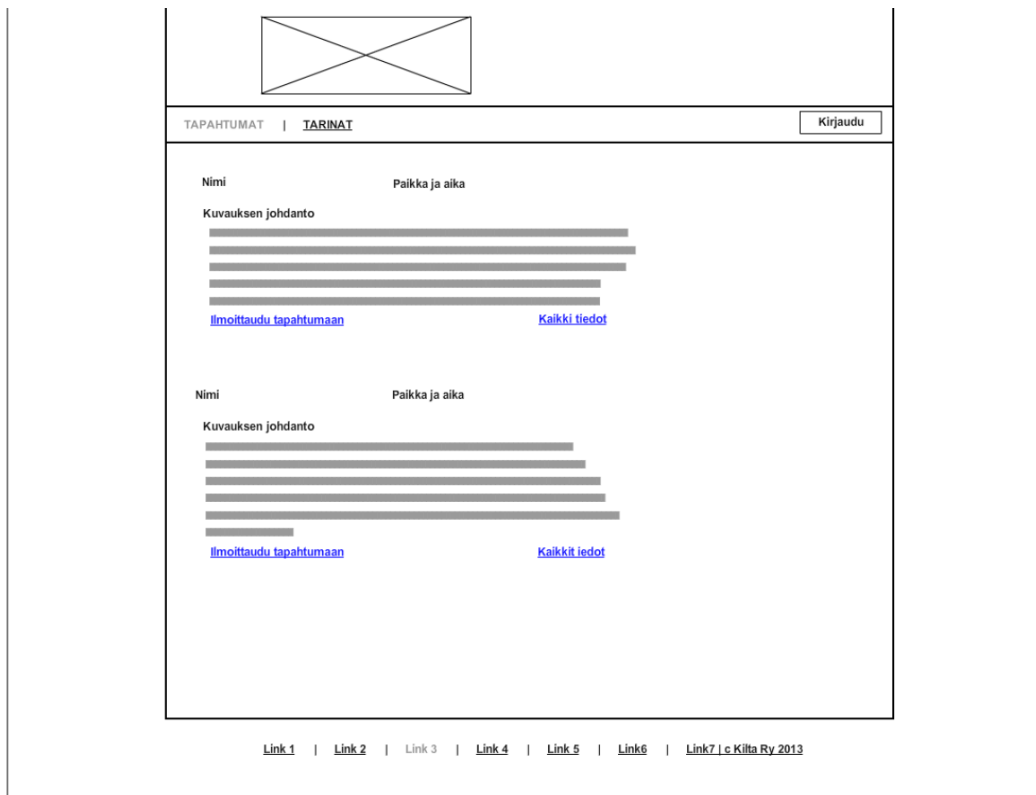 TAPAHTUMAT | TARINAT Kirjaudu
Nimi Paikka ja aika
Kuvauksen johdanto
Ilmoittaudu tapahtumaan Kaikki tiedot
Nimi Paikka ja aika
Kuvauksen johdanto
Ilmoittaudu tapahtumaan Kaikkit iedot
Link 1 | Link 2 | Link 3 | Link 4 | Link 5 | Link6 | Link7 | c Kilta Ry 2013